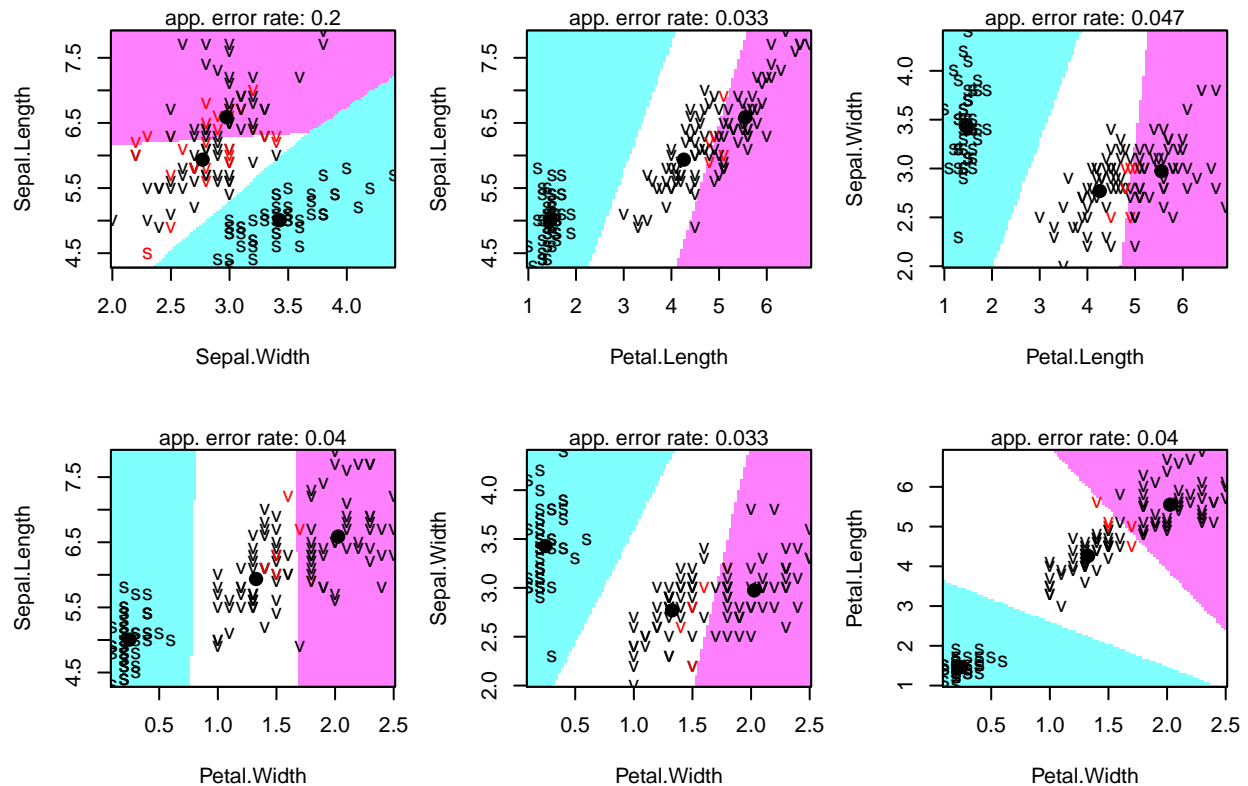 app. error rate: 0.2
app. error rate: 0.033
app. error rate: 0.047
Sepal.Length
4.5 5.5 6.5 7.5
2.0 2.5 3.0 3.5 4.0
Sepal.Width
Sepal.Length
4.5 5.5 6.5 7.5
1 2 3 4 5 6
Petal.Length
Sepal.Width
2.0 2.5 3.0 3.5 4.0
1 2 3 4 5 6
Petal.Length
app. error rate: 0.04
app. error rate: 0.033
app. error rate: 0.04
Sepal.Length
4.5 5.5 6.5 7.5
0.5 1.0 1.5 2.0 2.5
Petal.Width
Sepal.Width
2.0 2.5 3.0 3.5 4.0
0.5 1.0 1.5 2.0 2.5
Petal.Width
Petal.Length
1 2 3 4 5 6
0.5 1.0 1.5 2.0 2.5
Petal.Width